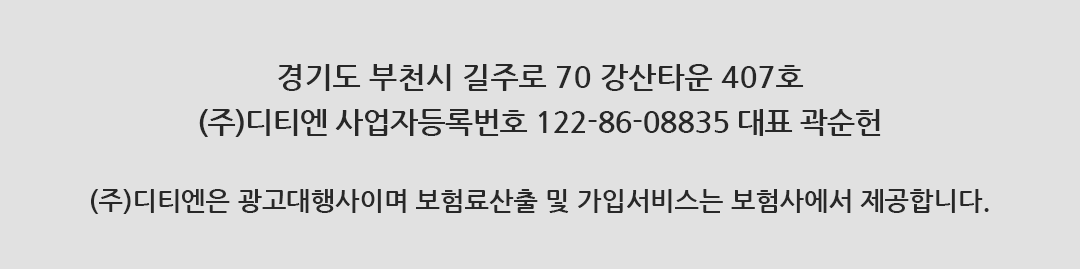 경기도 부천시 길주로 70 강산타운 407호
(주)디티엔 사업자등록번호 122-86-08835 대표 곽순헌
(주)디티엔은 광고대행사이며 보험료산출 및 가입서비스는 보험사에서 제공합니다.